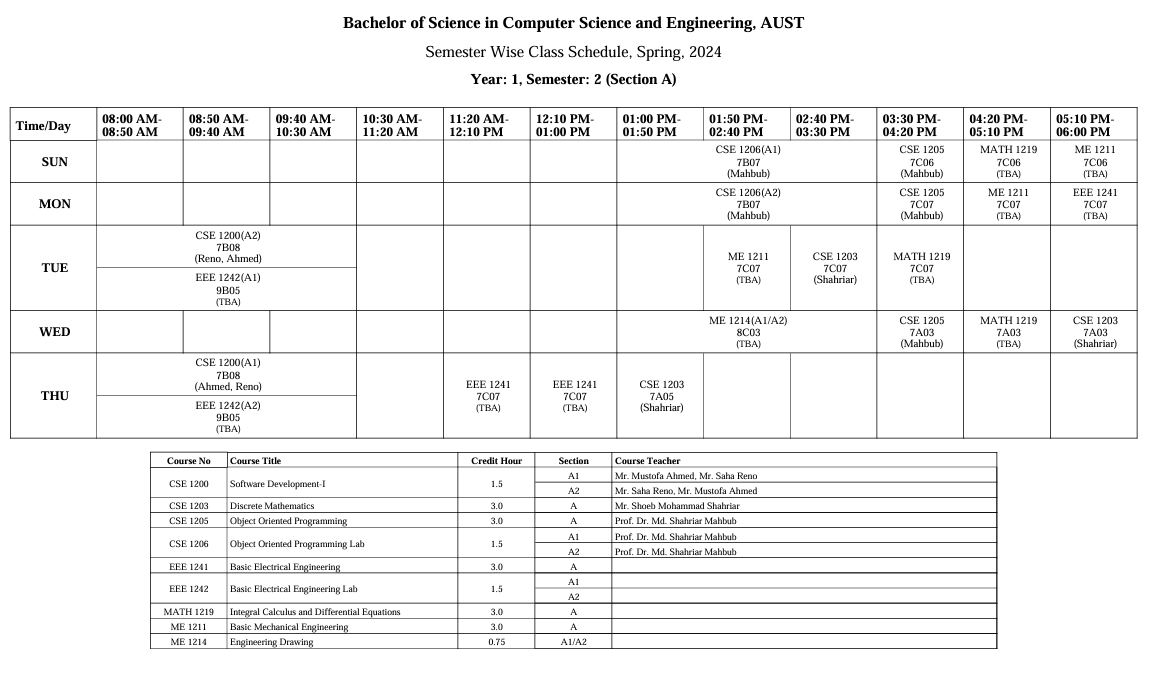 Bachelor of Science in Computer Science and Engineering, AUST
Semester Wise Class Schedule, Spring, 2024
Year: 1, Semester: 2 (Section A)
Time/Day 08:00 AM-08:50 AM 08:50 AM-09:40 AM 09:40 AM-10:30 AM 10:30 AM-11:20 AM 11:20 AM-12:10 PM 12:10 PM-01:00 PM 01:00 PM-01:50 PM 01:50 PM-02:40 PM 02:40 PM-03:30 PM 03:30 PM-04:20 PM 04:20 PM-05:10 PM 05:10 PM-06:00 PM
SUN
CSE 1206(A1)
7B07
(Mahbub)
CSE 1205
7C06
(Mahbub)
MATH 1219
7C06
(TBA)
ME 1211
7C06
(TBA)
MON
CSE 1206(A2)
7B07
(Mahbub)
CSE 1205
7C07
(Mahbub)
ME 1211
7C07
(TBA)
EEE 1241
7C07
(TBA)
TUE
CSE 1200(A2)
7B08
(Reno, Ahmed)
EEE 1242(A1)
9B05
(TBA)
ME 1211
7C07
(TBA)
CSE 1203
7C07
(Shahriar)
MATH 1219
7C07
(TBA)
WED
ME 1214(A1/A2)
8C03
(TBA)
CSE 1205
7A03
(Mahbub)
MATH 1219
7A03
(TBA)
CSE 1203
7A03
(Shahriar)
THU
CSE 1200(A1)
7B08
(Ahmed, Reno)
EEE 1242(A2)
9B05
(TBA)
EEE 1241
7C07
(TBA)
EEE 1241
7C07
(TBA)
CSE 1203
7A05
(Shahriar)
Course No Course Title Credit Hour Section Course Teacher
CSE 1200 Software Development-I 1.5 A1 Mr. Mustofa Ahmed, Mr. Saha Reno
A2 Mr. Saha Reno, Mr. Mustofa Ahmed
CSE 1203 Discrete Mathematics 3.0 A Mr. Shoeb Mohammad Shahriar
CSE 1205 Object Oriented Programming 3.0 A Prof. Dr. Md. Shahriar Mahbub
CSE 1206 Object Oriented Programming Lab 1.5 A1 Prof. Dr. Md. Shahriar Mahbub
A2 Prof. Dr. Md. Shahriar Mahbub
EEE 1241 Basic Electrical Engineering 3.0 A
EEE 1242 Basic Electrical Engineering Lab 1.5 A1
A2
MATH 1219 Integral Calculus and Differential Equations 3.0 A
ME 1211 Basic Mechanical Engineering 3.0 A
ME 1214 Engineering Drawing 0.75 A1/A2